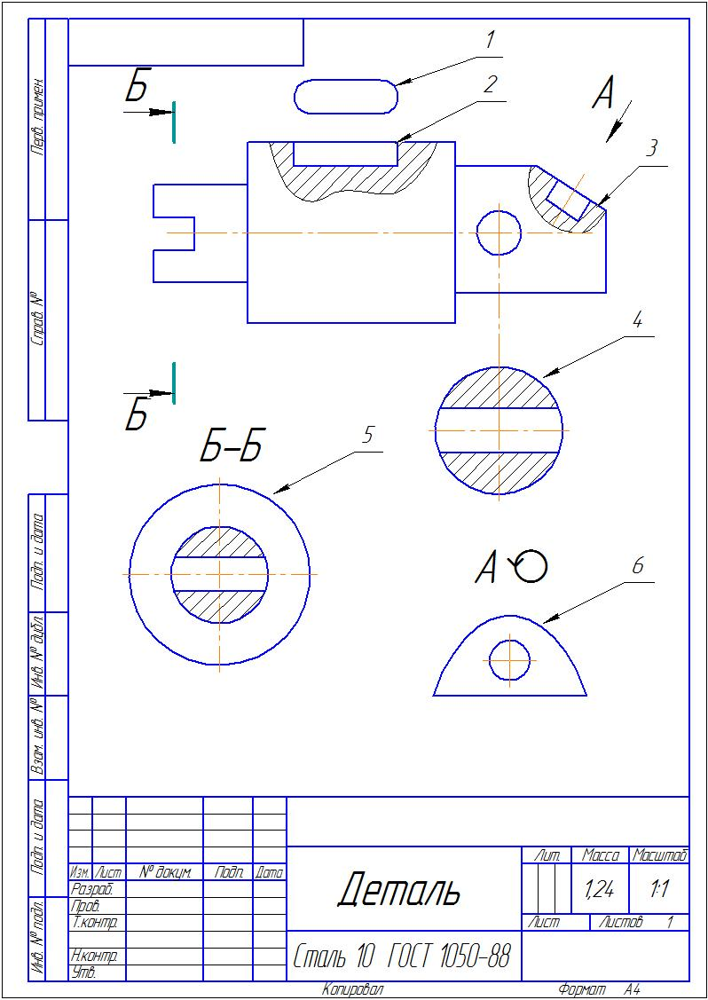 1
2
3
Б
А
Б
4
5
Б-Б
А
6
Перв. примен.
Справ. №
Подп. и дата
Инв. № дубл.
Взам. инв. №
Подп. и дата
Инв. № подл.
Изм. Лист № докум. Подп. Дата
Разраб.
Пров.
Т.контр.
Н.контр.
Утв.
Деталь
Сталь 10 ГОСТ 1050-88
Лит. Масса Масштаб
1,24 1:1
Лист Листов 1
Копировал Формат А4